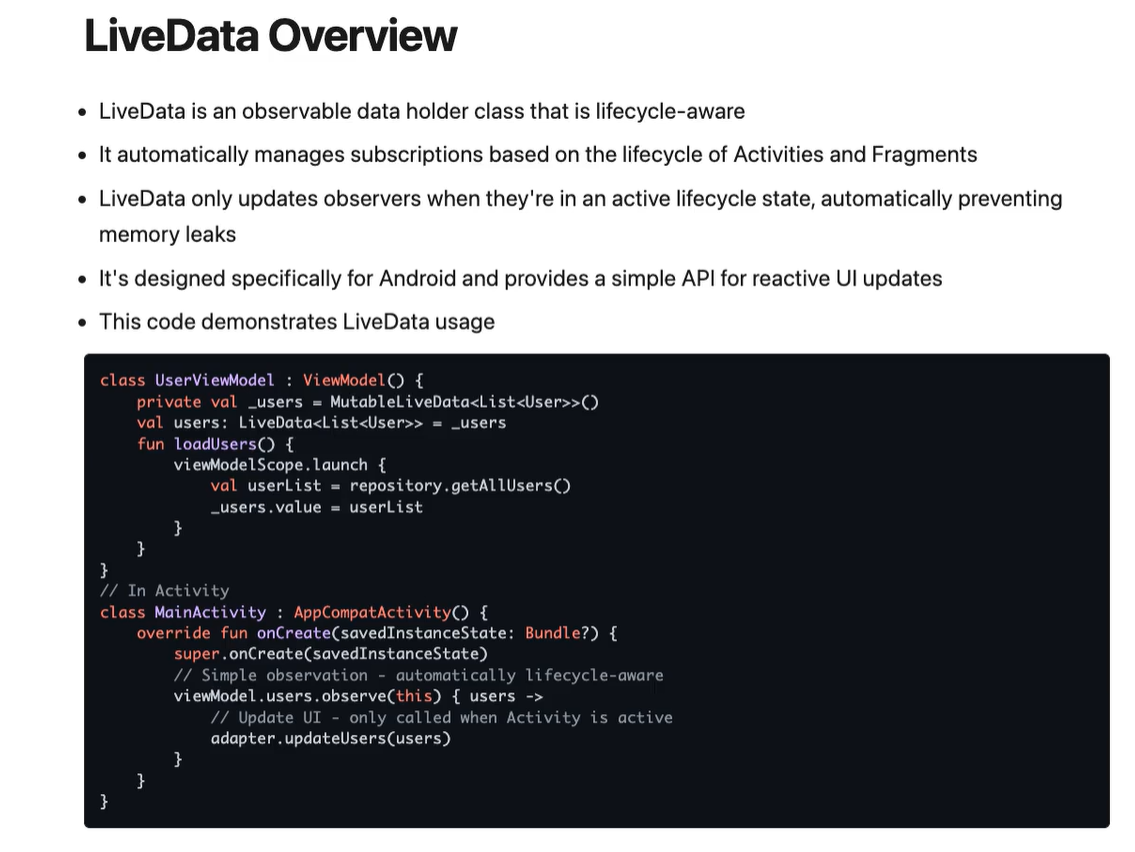 LiveData Overview
• LiveData is an observable data holder class that is lifecycle-aware
• It automatically manages subscriptions based on the lifecycle of Activities and Fragments
• LiveData only updates observers when they're in an active lifecycle state, automatically preventing
memory leaks
• It's designed specifically for Android and provides a simple API for reactive UI updates
• This code demonstrates LiveData usage
class UserViewModel : ViewModel() {
    private val _users = MutableLiveData<List<User>>()
    val users: LiveData<List<User>> = _users
    fun loadUsers() {
        viewModelScope.launch {
            val userList = repository.getAllUsers()
            _users.value = userList
        }
    }
}
// In Activity
class MainActivity : AppCompatActivity() {
    override fun onCreate(savedInstanceState: Bundle?) {
        super.onCreate(savedInstanceState)
        // Simple observation - automatically lifecycle-aware
        viewModel.users.observe(this) { users ->
            // Update UI - only called when Activity is active
            adapter.updateUsers(users)
        }
    }
}